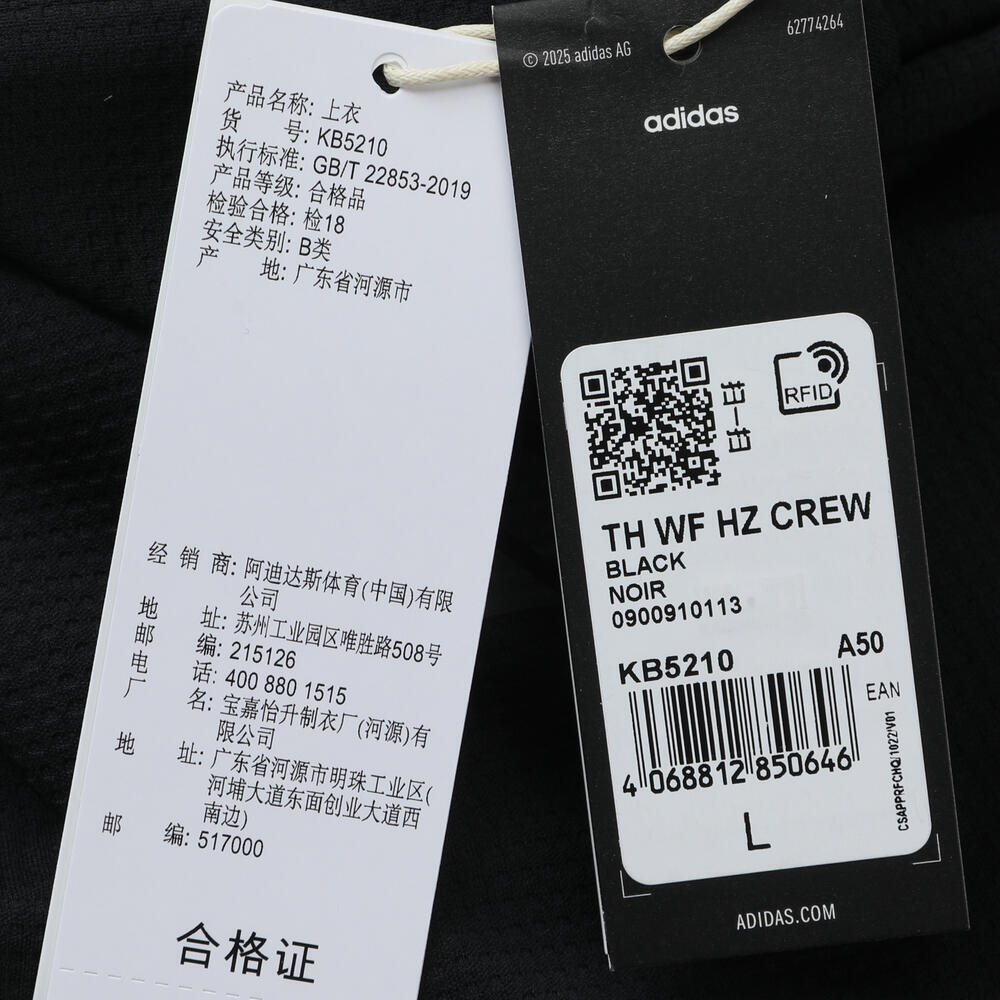 产品名称: 上衣
货 号: KB5210
执行标准: GB/T 22853-2019
产品等级: 合格品
检验合格: 检18
安全类别: B类
产 地: 广东省河源市
经 销 商: 阿迪达斯体育(中国)有限
公司
地 址: 苏州工业园区唯胜路508号
邮 编: 215126
电 话: 400 880 1515
厂 名: 宝嘉怡升制衣厂(河源)有
限公司
地 址: 广东省河源市明珠工业区(
河埔大道东面创业大道西
南边)
邮 编: 517000
合格证
© 2025 adidas AG
62774264
adidas
扫一扫
RFID
TH WF HZ CREW
BLACK
NOIR
0900910113
KB5210
A50
EAN
4 068812 850646
CSAPPRFCHQ/1022/V01
L
ADIDAS.COM